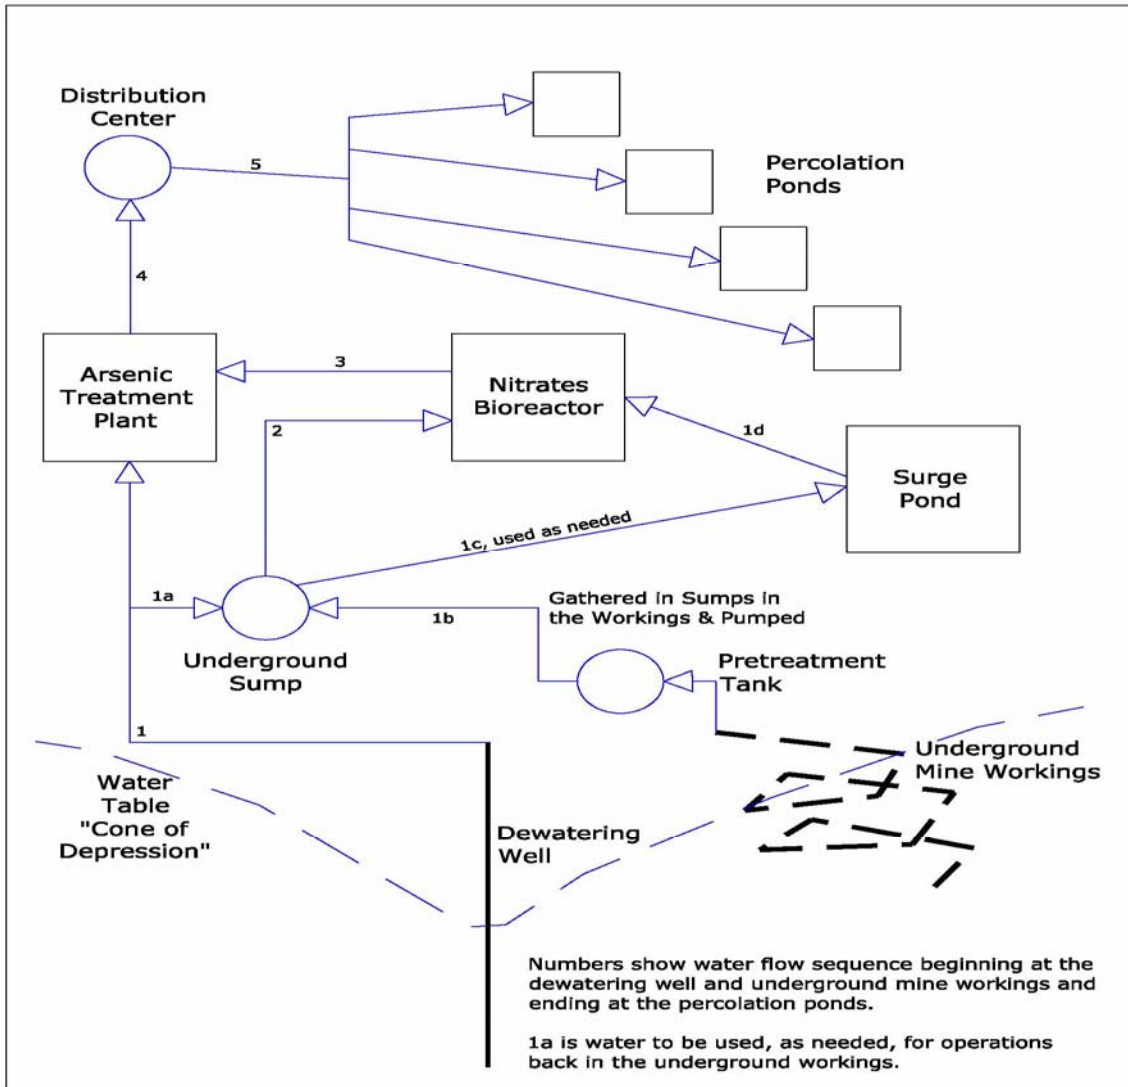 Distribution
Center
5
Percolation
Ponds
4
Arsenic
Treatment
Plant
3
Nitrates
Bioreactor
2
1d
Surge
Pond
1c, used as needed
1a
1b
Gathered in Sumps in
the Workings & Pumped
Underground
Sump
Pretreatment
Tank
1
Water
Table
"Cone of
Depression"
Dewatering
Well
Underground
Mine Workings
Numbers show water flow sequence beginning at the
dewatering well and underground mine workings and
ending at the percolation ponds.
1a is water to be used, as needed, for operations
back in the underground workings.